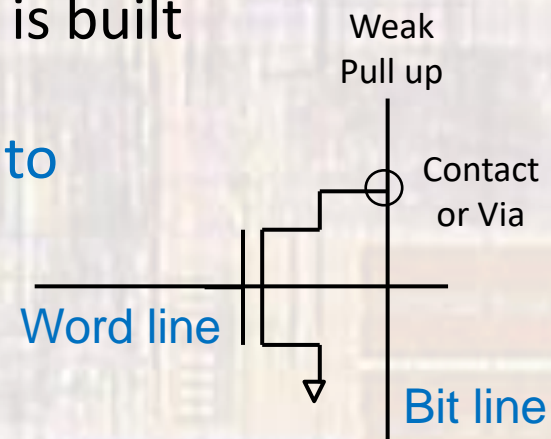 is built
Weak
Pull up
to
Contact
or Via
Word line
Bit line